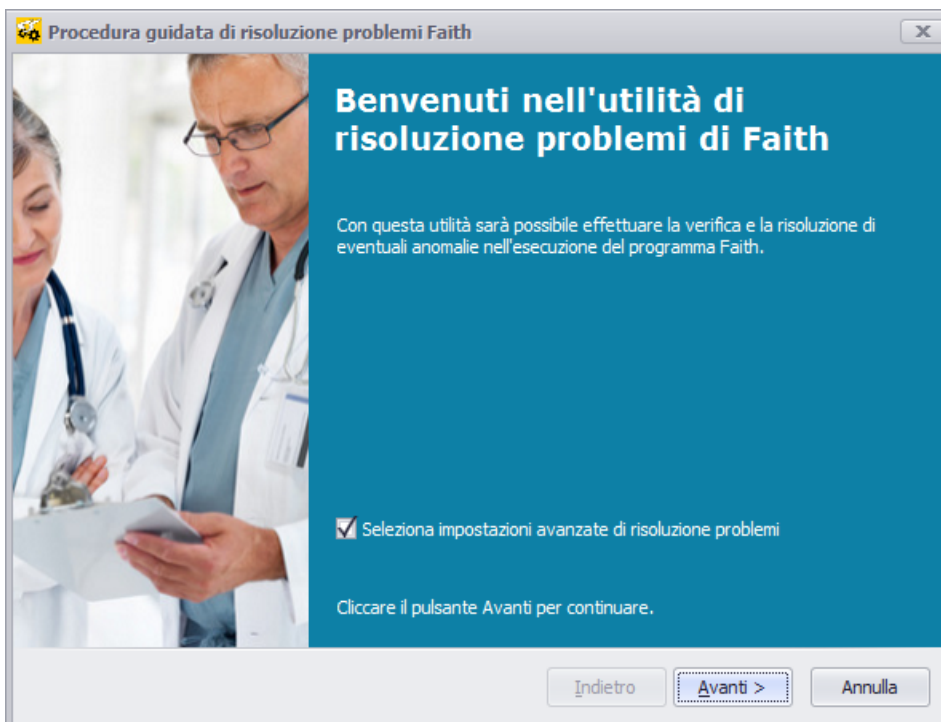 Procedura guidata di risoluzione problemi Faith
Benvenuti nell'utilità di
risoluzione problemi di Faith
Con questa utilità sarà possibile effettuare la verifica e la risoluzione di
eventuali anomalie nell'esecuzione del programma Faith.
Seleziona impostazioni avanzate di risoluzione problemi
Cliccare il pulsante Avanti per continuare.
Indietro
Avanti >
Annulla